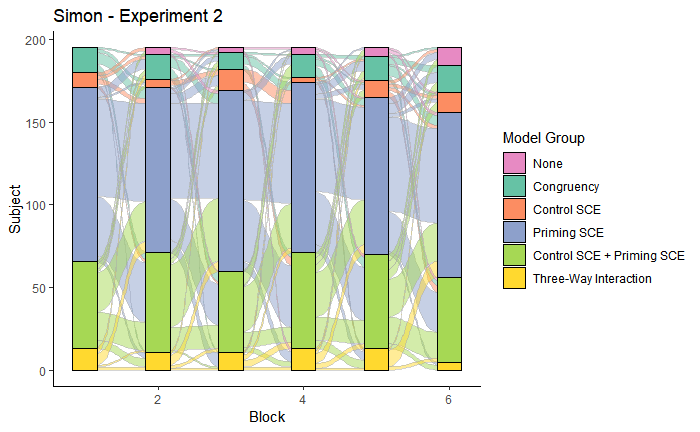 Simon - Experiment 2
200
150
100
50
0
Subject
2
4
6
Block
Model Group
None
Congruency
Control SCE
Priming SCE
Control SCE + Priming SCE
Three-Way Interaction